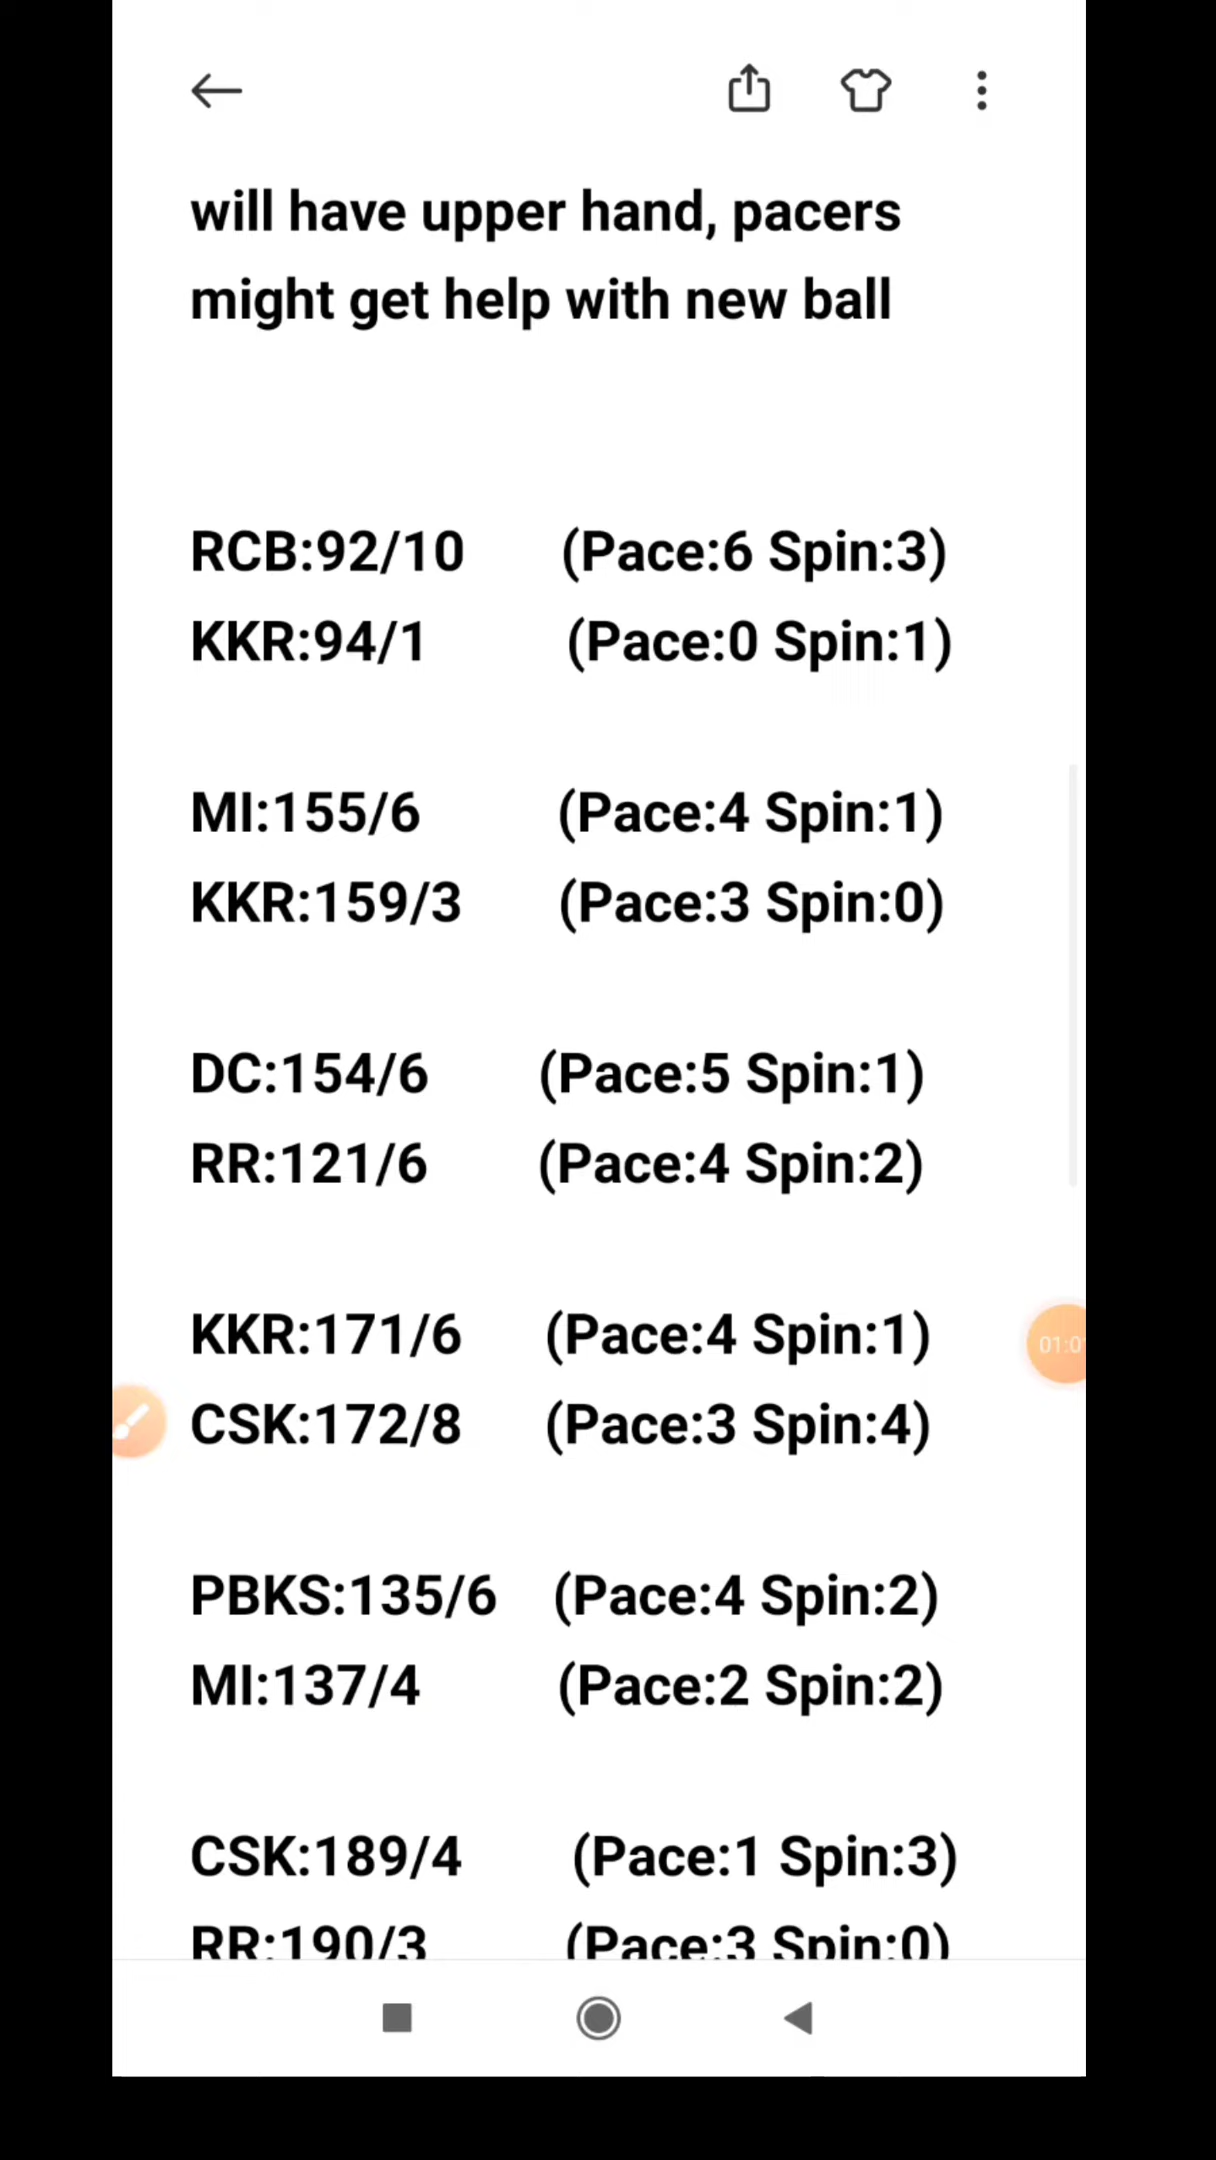 will have upper hand, pacers
might get help with new ball
RCB:92/10 (Pace:6 Spin:3)
KKR:94/1 (Pace:0 Spin:1)
MI:155/6 (Pace:4 Spin:1)
KKR:159/3 (Pace:3 Spin:0)
DC:154/6 (Pace:5 Spin:1)
RR:121/6 (Pace:4 Spin:2)
KKR:171/6 (Pace:4 Spin:1)
01:0
CSK:172/8 (Pace:3 Spin:4)
PBKS:135/6 (Pace:4 Spin:2)
MI:137/4 (Pace:2 Spin:2)
CSK:189/4 (Pace:1 Spin:3)
RR:190/3 (Pace:3 Spin:0)